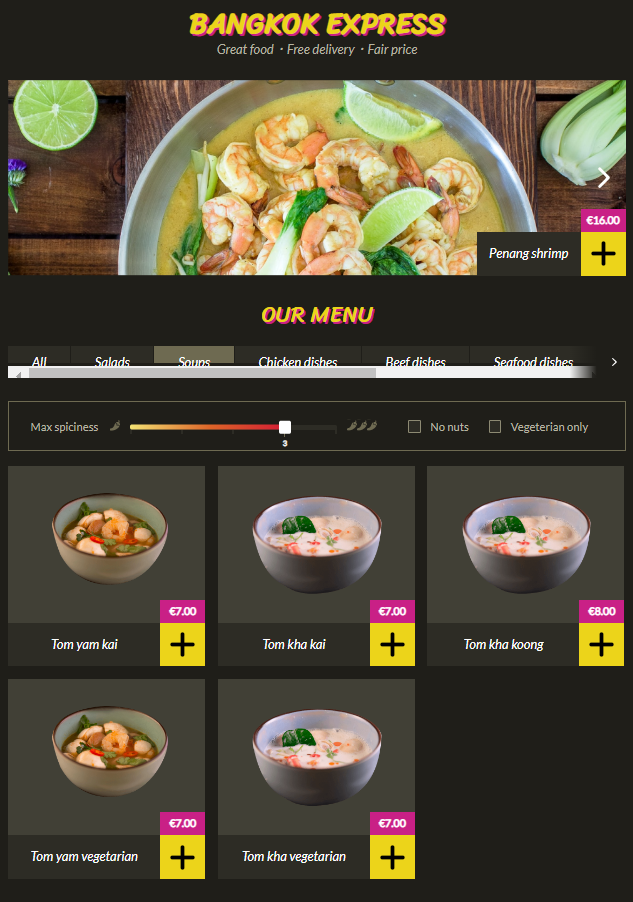 BANGKOK EXPRESS
Great food • Free delivery • Fair price
€16.00
Penang shrimp
OUR MENU
All Salads Soups Chicken dishes Beef dishes Seafood dishes
Max spiciness No nuts Vegeterian only
3
€7.00 €7.00 €8.00
Tom yam kai Tom kha kai Tom kha koong
€7.00 €7.00
Tom yam vegetarian Tom kha vegetarian